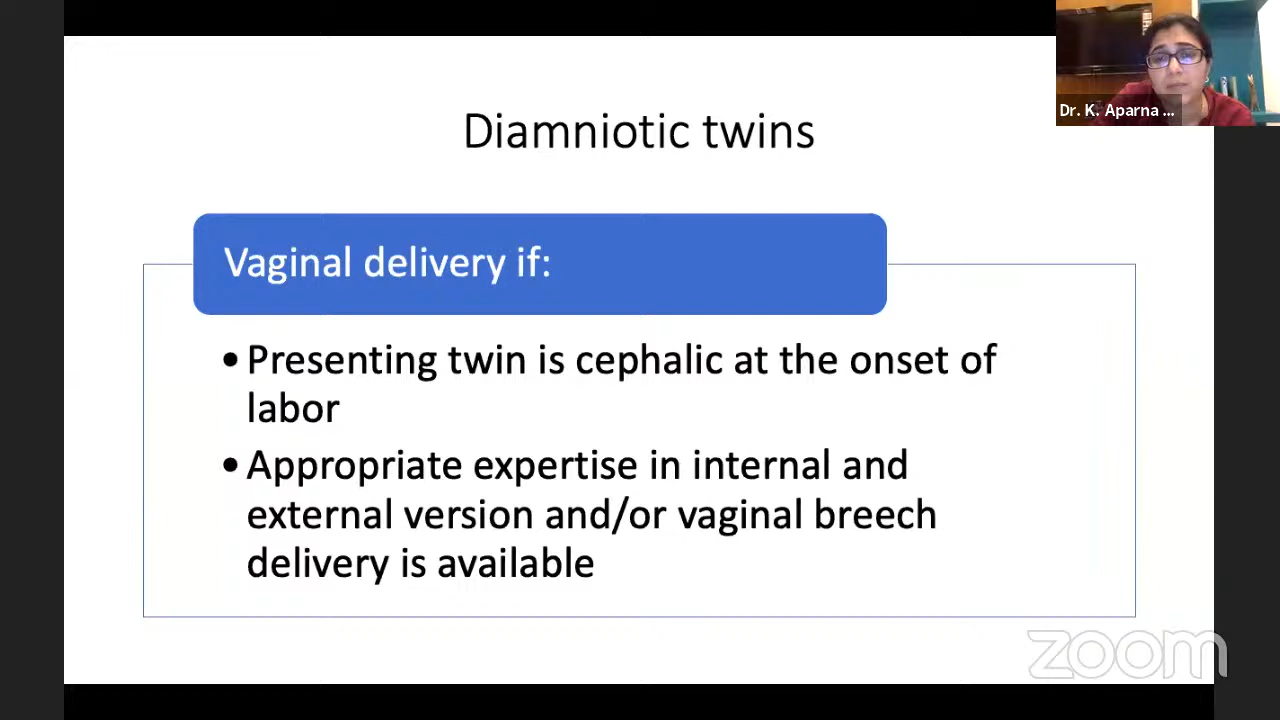 Dr. K. Aparna ...
Diamniotic twins
Vaginal delivery if:
•Presenting twin is cephalic at the onset of
labor
•Appropriate expertise in internal and
external version and/or vaginal breech
delivery is available
zoom